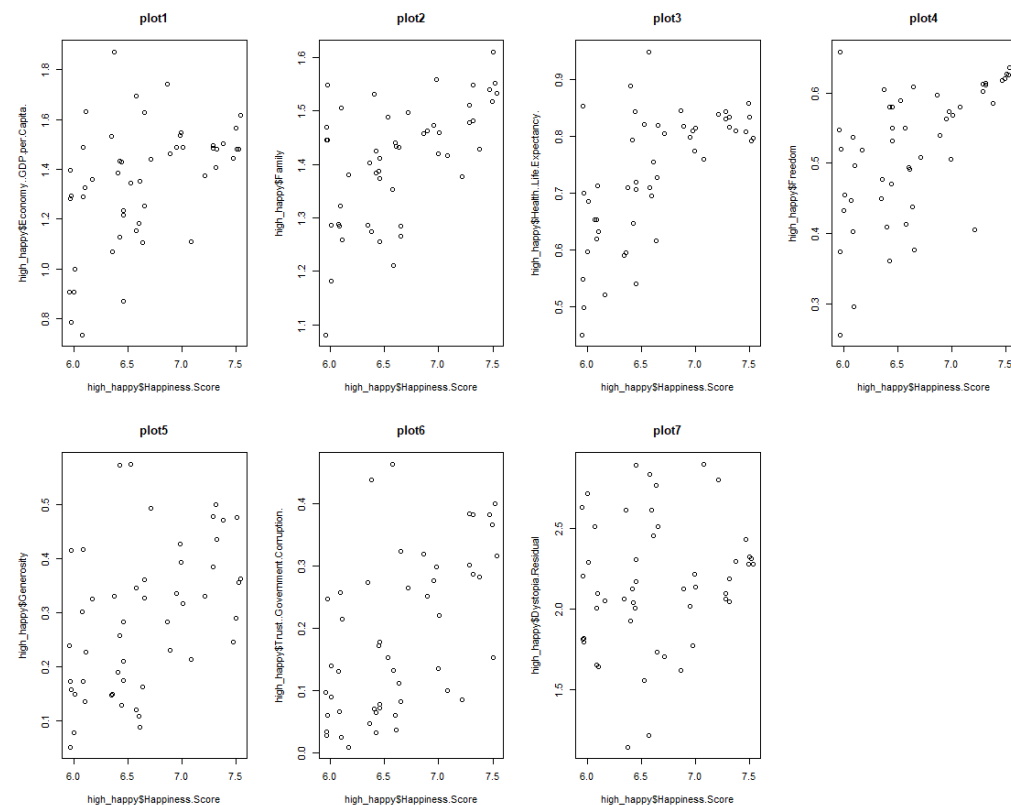 plot1
high_happy$Economy..GDP.per.Capita.
0.8 1.0 1.2 1.4 1.6 1.8
6.0 6.5 7.0 7.5
high_happy$Happiness.Score
plot2
high_happy$Family
1.1 1.2 1.3 1.4 1.5 1.6
6.0 6.5 7.0 7.5
high_happy$Happiness.Score
plot3
high_happy$Health..Life.Expectancy.
0.5 0.6 0.7 0.8 0.9
6.0 6.5 7.0 7.5
high_happy$Happiness.Score
plot4
high_happy$Freedom
0.3 0.4 0.5 0.6
6.0 6.5 7.0 7.5
high_happy$Happiness.Score
plot5
high_happy$Generosity
0.1 0.2 0.3 0.4 0.5
6.0 6.5 7.0 7.5
high_happy$Happiness.Score
plot6
high_happy$Trust..Government.Corruption.
0.0 0.1 0.2 0.3 0.4
6.0 6.5 7.0 7.5
high_happy$Happiness.Score
plot7
high_happy$Dystopia.Residual
1.5 2.0 2.5
6.0 6.5 7.0 7.5
high_happy$Happiness.Score